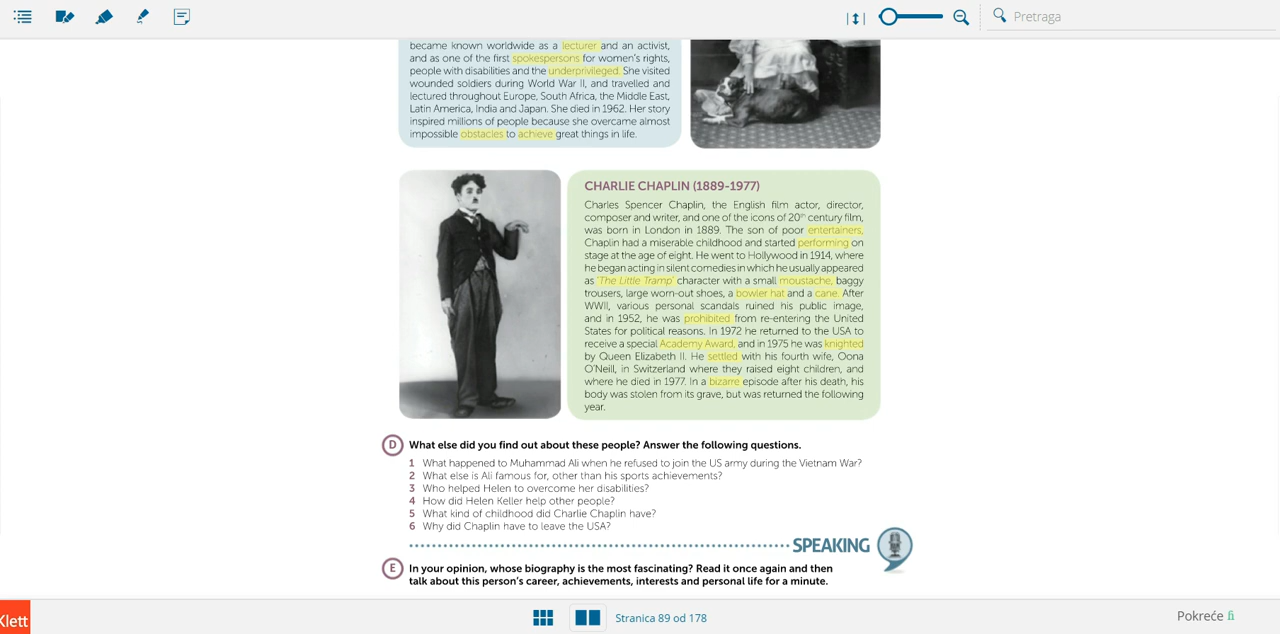 Pretraga
became known worldwide as a lecturer and an activist,
and as one of the first spokespersons for women's rights,
people with disabilities and the underprivileged. She visited
wounded soldiers during World War II, and travelled and
lectured throughout Europe, South Africa, the Middle East,
Latin America, India and Japan. She died in 1962. Her story
inspired millions of people because she overcame almost
impossible obstacles to achieve great things in life.
CHARLIE CHAPLIN (1889-1977)
Charles Spencer Chaplin, the English film actor, director,
composer and writer, and one of the icons of 20th century film,
was born in London in 1889. The son of poor entertainers,
Chaplin had a miserable childhood and started performing on
stage at the age of eight. He went to Hollywood in 1914, where
he began acting in silent comedies in which he usually appeared
as 'The Little Tramp' character with a small moustache, baggy
trousers, large worn-out shoes, a bowler hat and a cane. After
WWII, various personal scandals ruined his public image,
and in 1952, he was prohibited from re-entering the United
States for political reasons. In 1972 he returned to the USA to
receive a special Academy Award, and in 1975 he was knighted
by Queen Elizabeth II. He settled with his fourth wife, Oona
O'Neill, in Switzerland where they raised eight children, and
where he died in 1977. In a bizarre episode after his death, his
body was stolen from its grave, but was returned the following
year.
D What else did you find out about these people? Answer the following questions.
1 What happened to Muhammad Ali when he refused to join the US army during the Vietnam War?
2 What else is Ali famous for, other than his sports achievements?
3 Who helped Helen to overcome her disabilities?
4 How did Helen Keller help other people?
5 What kind of childhood did Charlie Chaplin have?
6 Why did Chaplin have to leave the USA?
SPEAKING
E In your opinion, whose biography is the most fascinating? Read it once again and then
talk about this person's career, achievements, interests and personal life for a minute.
Klett
Stranica 89 od 178
Pokreće fi